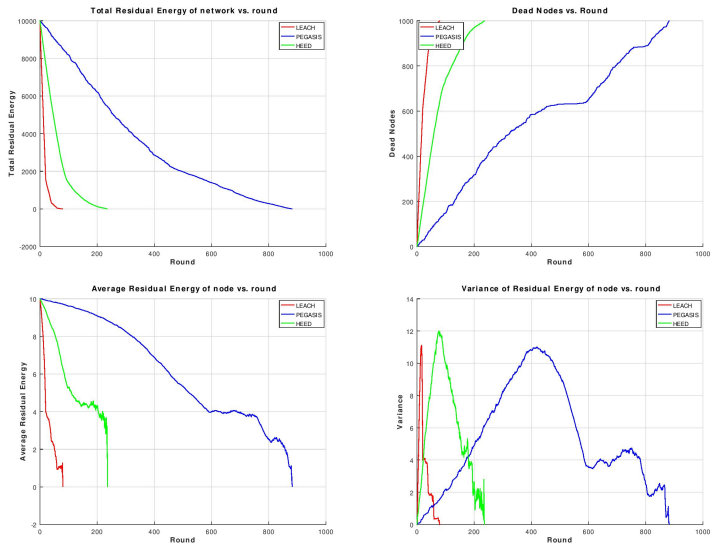 Total Residual Energy of network vs. round
LEACH
PEGASIS
HEED
10000
8000
6000
4000
2000
0
-2000
0
200
400
600
800
1000
Total Residual Energy
Round
Dead Nodes vs. Round
LEACH
PEGASIS
HEED
1000
800
600
400
200
0
0
200
400
600
800
1000
Dead Nodes
Round
Average Residual Energy of node vs. round
LEACH
PEGASIS
HEED
10
8
6
4
2
0
-2
0
200
400
600
800
1000
Average Residual Energy
Round
Variance of Residual Energy of node vs. round
LEACH
PEGASIS
HEED
14
12
10
8
6
4
2
0
0
200
400
600
800
1000
Variance
Round